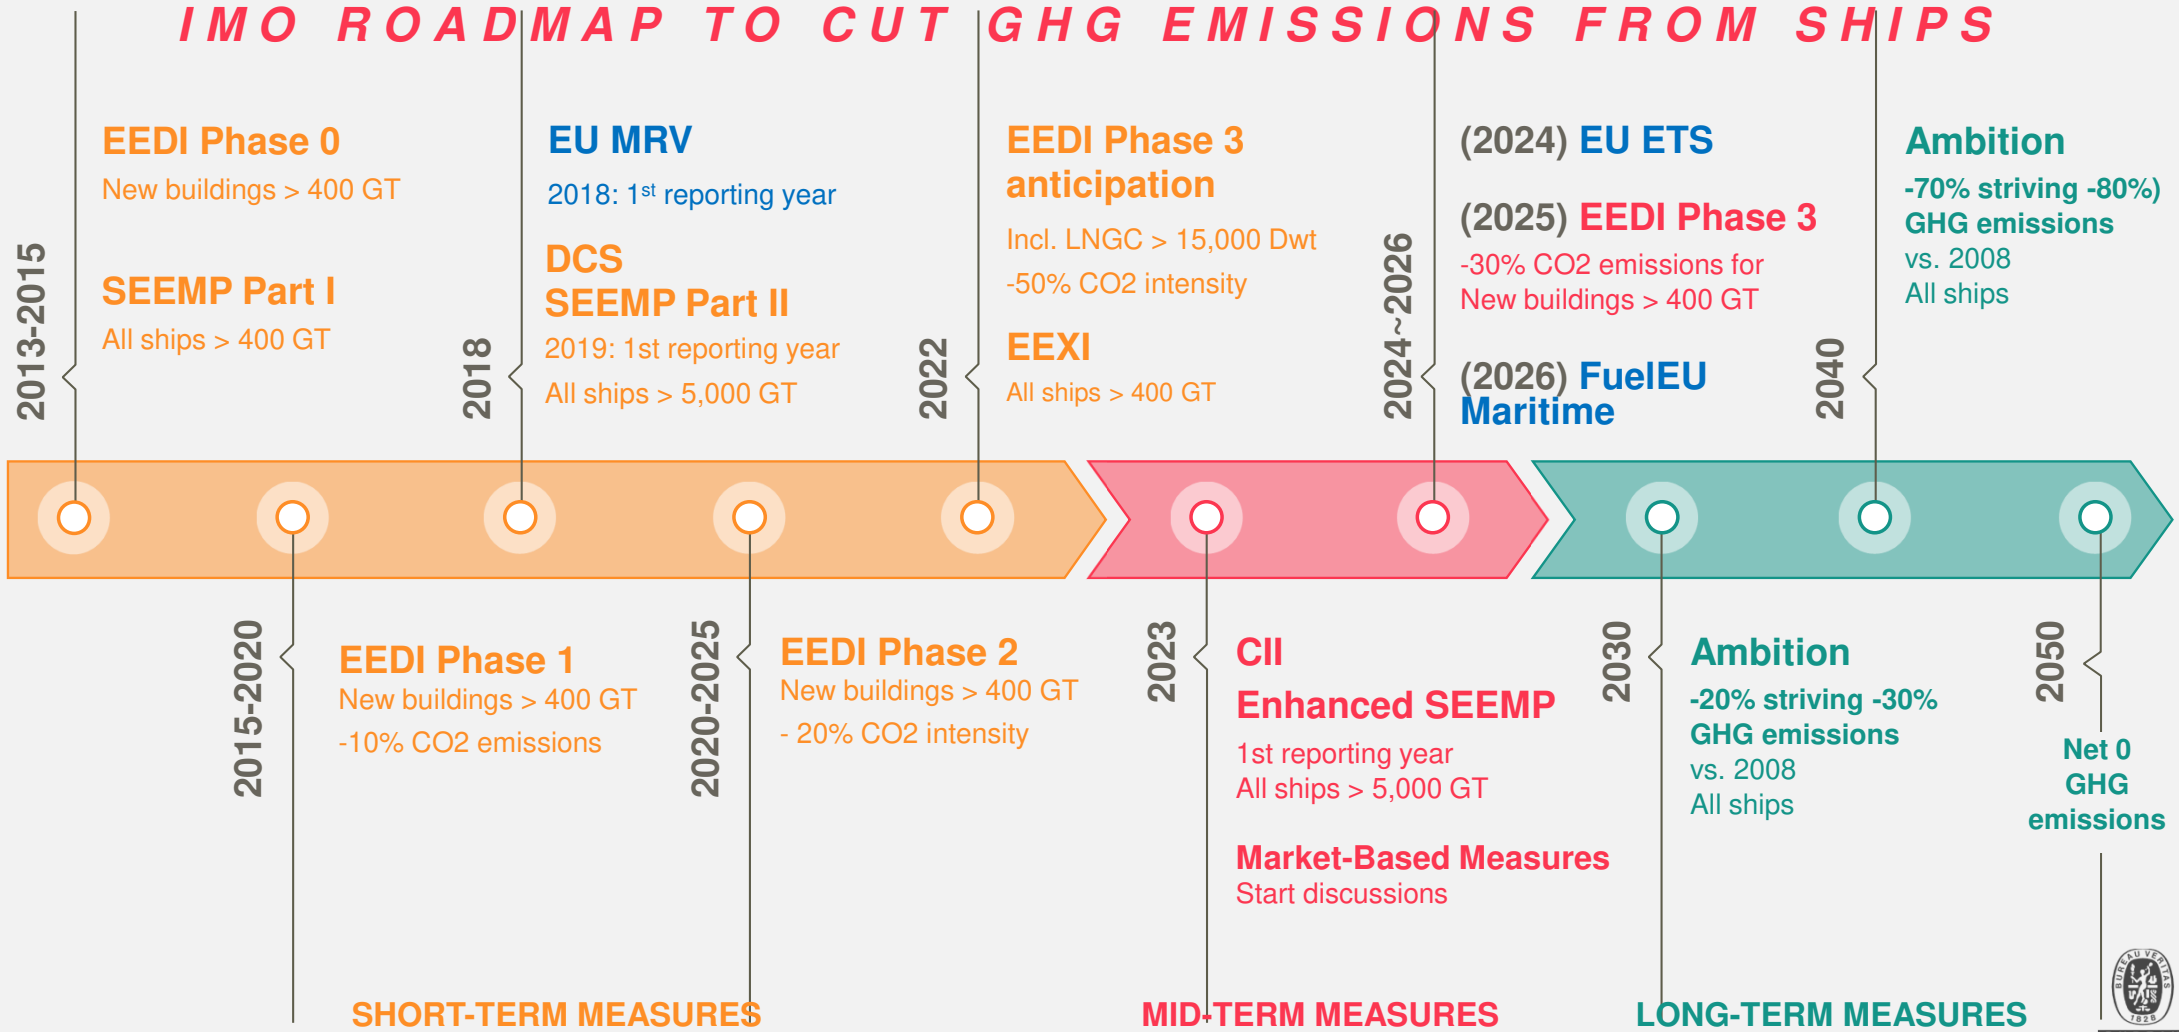 IMO ROADMAP TO CUT GHG EMISSIONS FROM SHIPS
2013-2015
EEDI Phase 0
New buildings > 400 GT
SEEMP Part I
All ships > 400 GT
2018
EU MRV
2018: 1st reporting year
DCS
SEEMP Part II
2019: 1st reporting year
All ships > 5,000 GT
2022
EEDI Phase 3
anticipation
Incl. LNGC > 15,000 Dwt
-50% CO2 intensity
EEXI
All ships > 400 GT
2024~2026
(2024) EU ETS
(2025) EEDI Phase 3
-30% CO2 emissions for
New buildings > 400 GT
(2026) FuelEU
Maritime
2040
Ambition
-70% striving -80%)
GHG emissions
vs. 2008
All ships
2015-2020
EEDI Phase 1
New buildings > 400 GT
-10% CO2 emissions
2020-2025
EEDI Phase 2
New buildings > 400 GT
- 20% CO2 intensity
2023
CII
Enhanced SEEMP
1st reporting year
All ships > 5,000 GT
Market-Based Measures
Start discussions
2030
Ambition
-20% striving -30%
GHG emissions
vs. 2008
All ships
2050
Net 0
GHG
emissions
SHORT-TERM MEASURES
MID-TERM MEASURES
LONG-TERM MEASURES
BUREAU VERITAS
1828